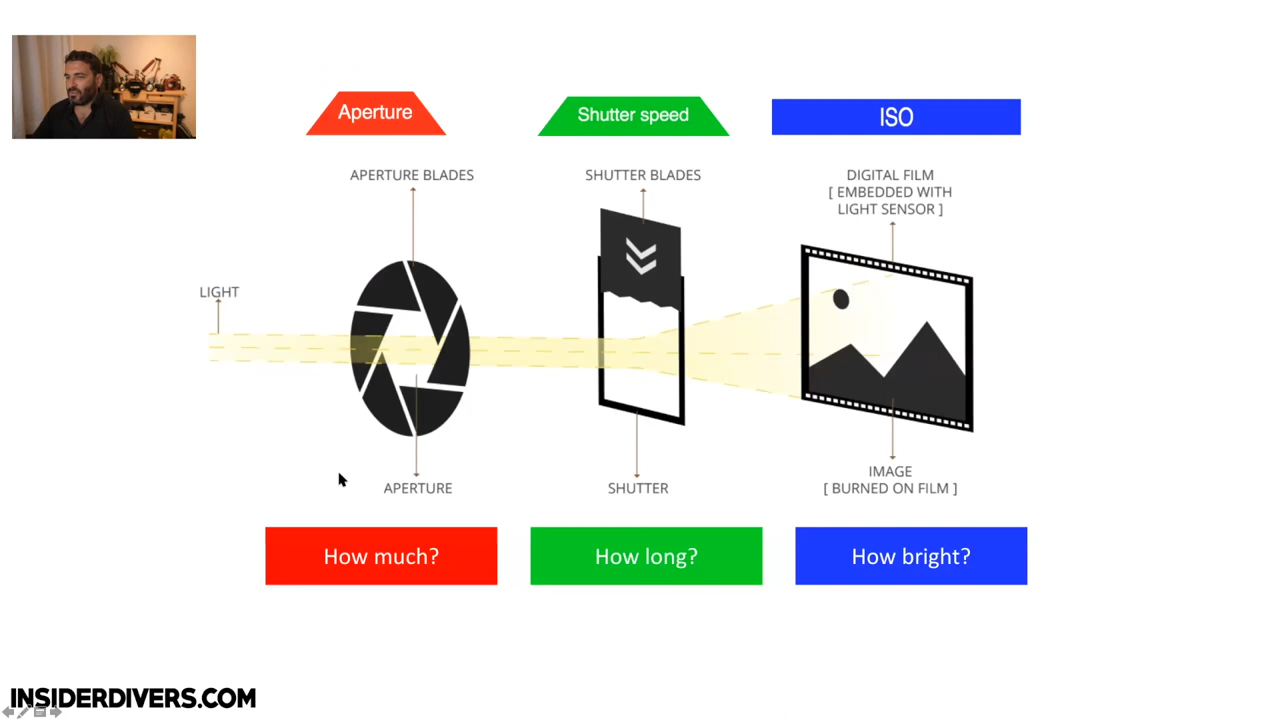 Aperture
Shutter speed
ISO
APERTURE BLADES
SHUTTER BLADES
DIGITAL FILM
[ EMBEDDED WITH
LIGHT SENSOR ]
LIGHT
APERTURE
SHUTTER
IMAGE
[ BURNED ON FILM ]
How much?
How long?
How bright?
INSIDERDIVERS.COM